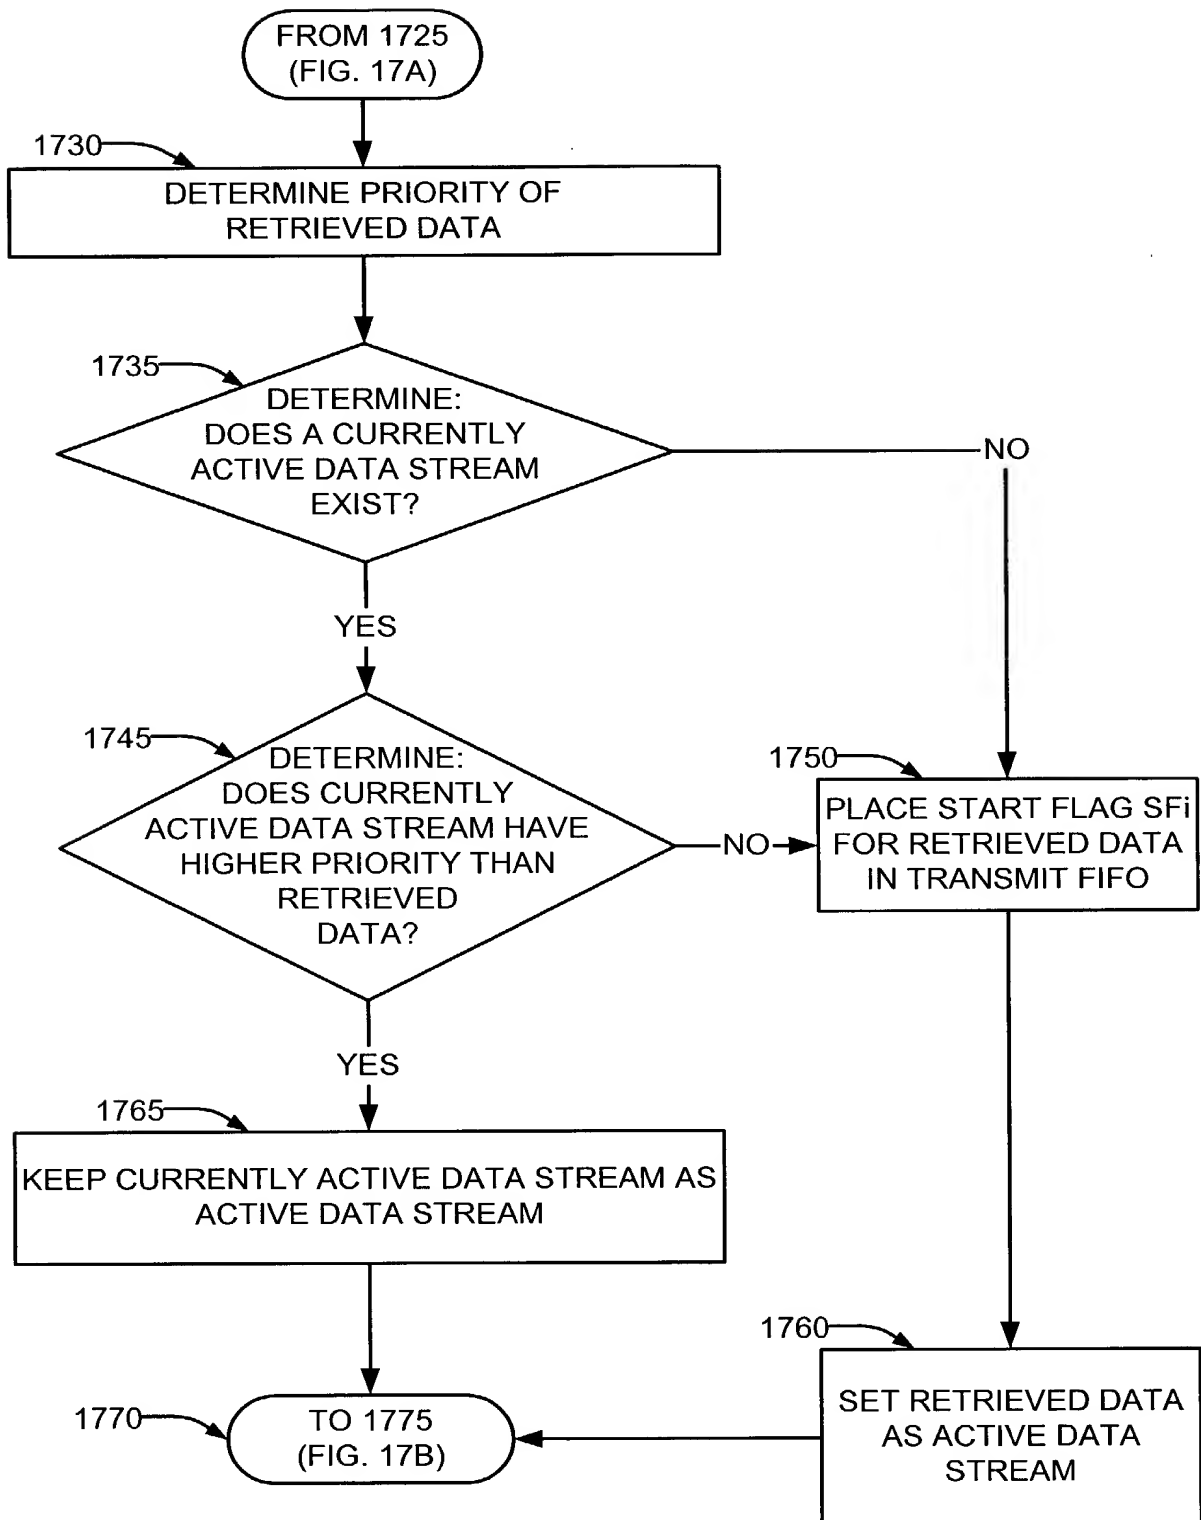 FROM 1725
(FIG. 17A)
1730
DETERMINE PRIORITY OF
RETRIEVED DATA
1735
DETERMINE:
DOES A CURRENTLY
ACTIVE DATA STREAM
EXIST?
NO
YES
1745
DETERMINE:
DOES CURRENTLY
ACTIVE DATA STREAM HAVE
HIGHER PRIORITY THAN
RETRIEVED
DATA?
NO
1750
PLACE START FLAG SFi
FOR RETRIEVED DATA
IN TRANSMIT FIFO
YES
1765
KEEP CURRENTLY ACTIVE DATA STREAM AS
ACTIVE DATA STREAM
1760
SET RETRIEVED DATA
AS ACTIVE DATA
STREAM
1770
TO 1775
(FIG. 17B)